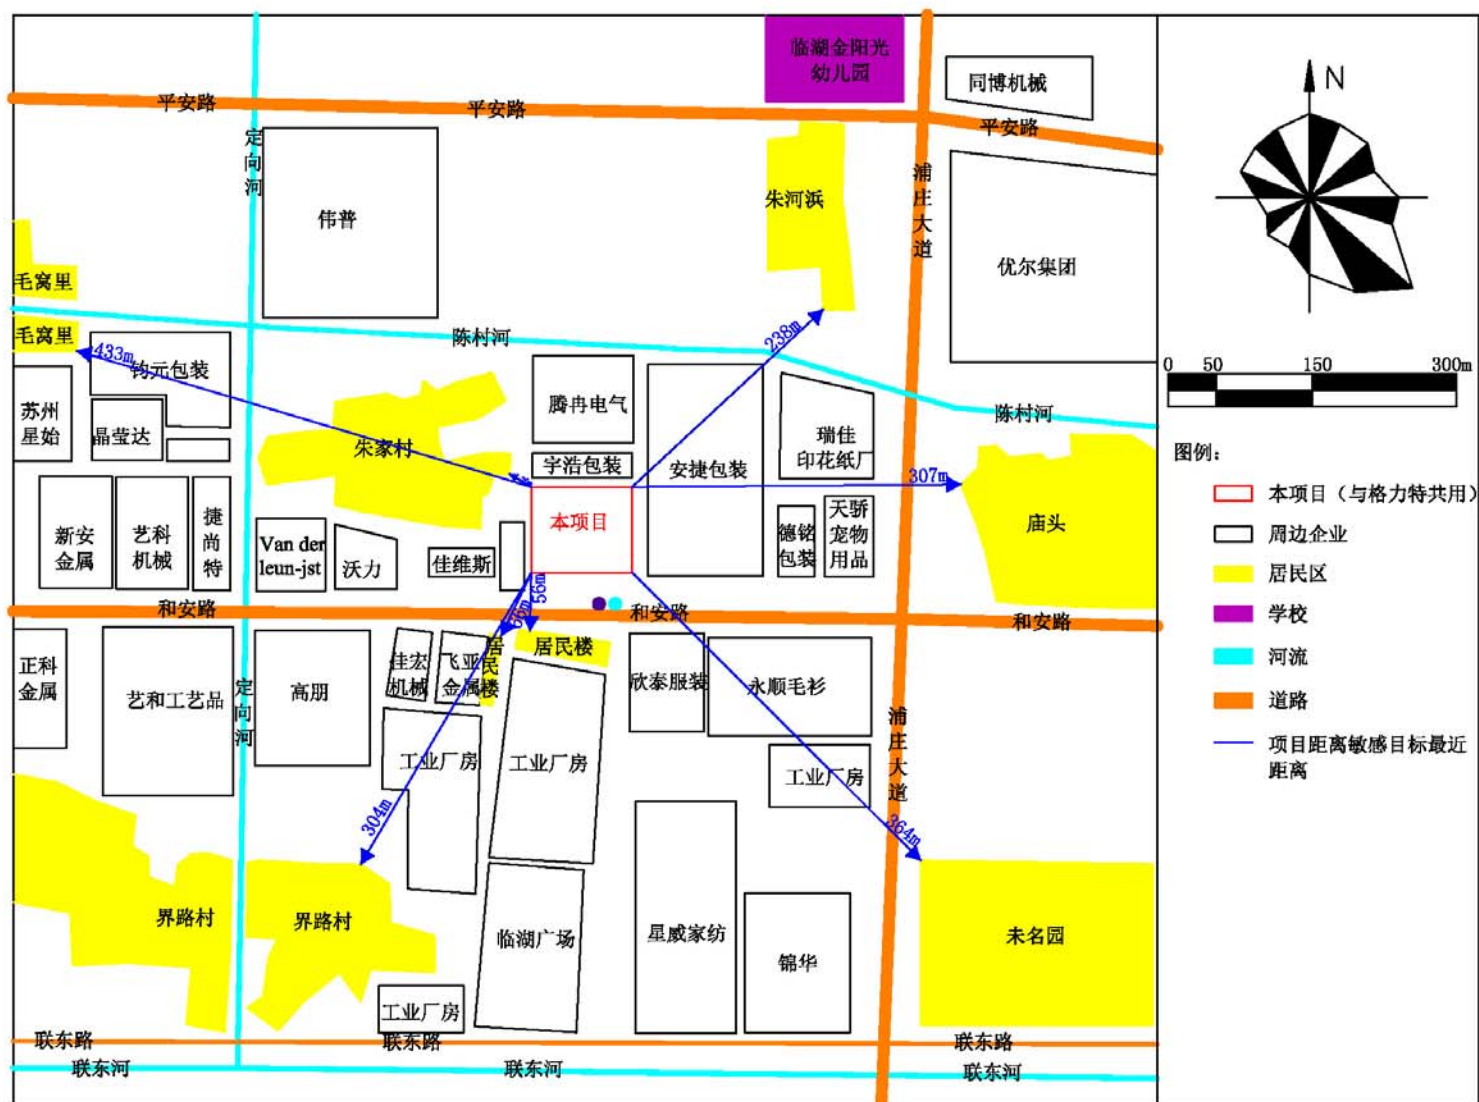 临湖金阳光
幼儿园
同博机械
N
平安路
平安路
平安路
定
向
河
浦
庄
大
道
伟普
朱河浜
优尔集团
毛窝里
毛窝里
陈村河
陈村河
238m
433m
钧元包装
0 50 150 300m
苏州
星始
晶莹达
朱家村
腾冉电气
宇浩包装
安捷包装
瑞佳
印花纸厂
307m
图例：
本项目（与格力特共用）
周边企业
居民区
学校
河流
道路
项目距离敏感目标最近
距离
新安
金属
艺科
机械
捷
尚
特
Van der
leun-jst
沃力
佳维斯
本项目
德铭
包装
天骄
宠物
用品
庙头
56m
和安路
和安路
和安路
正科
金属
艺和工艺品
定
向
河
高朋
佳宏
机械
飞亚
金属
居
民
楼
居民楼
欣泰服装
永顺毛衫
浦
庄
大
道
工业厂房
工业厂房
工业厂房
304m
364m
界路村
界路村
临湖广场
星威家纺
锦华
未名园
工业厂房
联东路
联东路
联东路
联东河
联东河
联东河